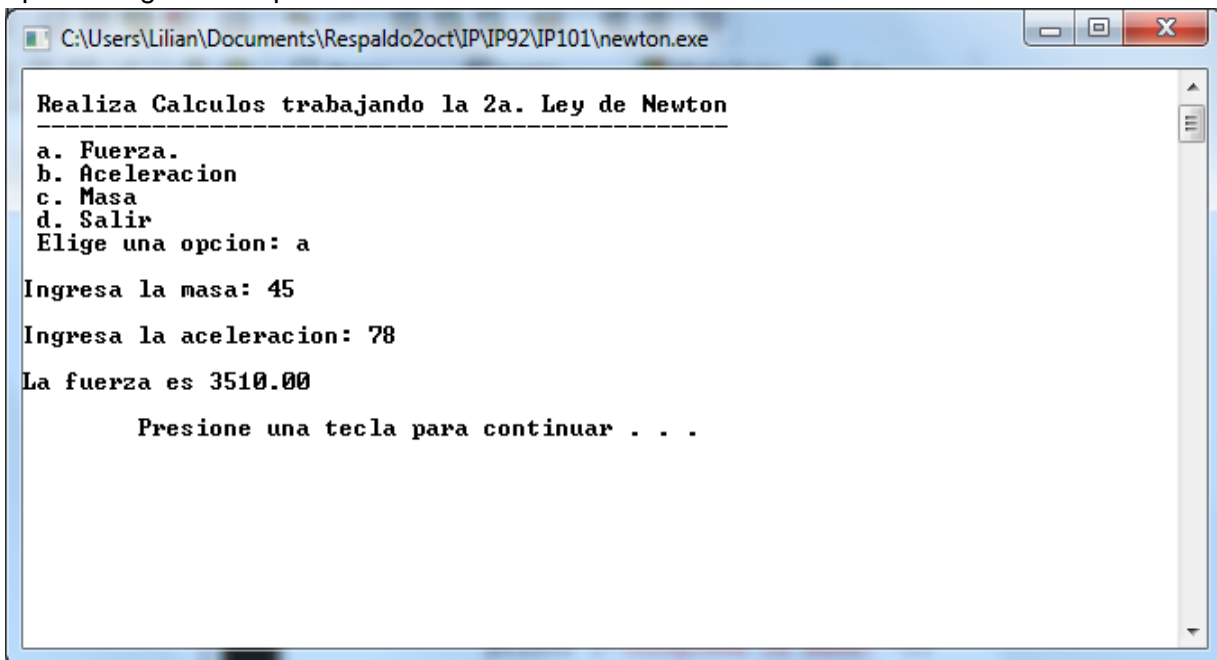 C:\Users\Lilian\Documents\Respaldo2oct\IP\IP92\IP101\newton.exe
Realiza Calculos trabajando la 2a. Ley de Newton
------------------------------------------------
a. Fuerza.
b. Aceleracion
c. Masa
d. Salir
Elige una opcion: a
Ingresa la masa: 45
Ingresa la aceleracion: 78
La fuerza es 3510.00
Presione una tecla para continuar . . .